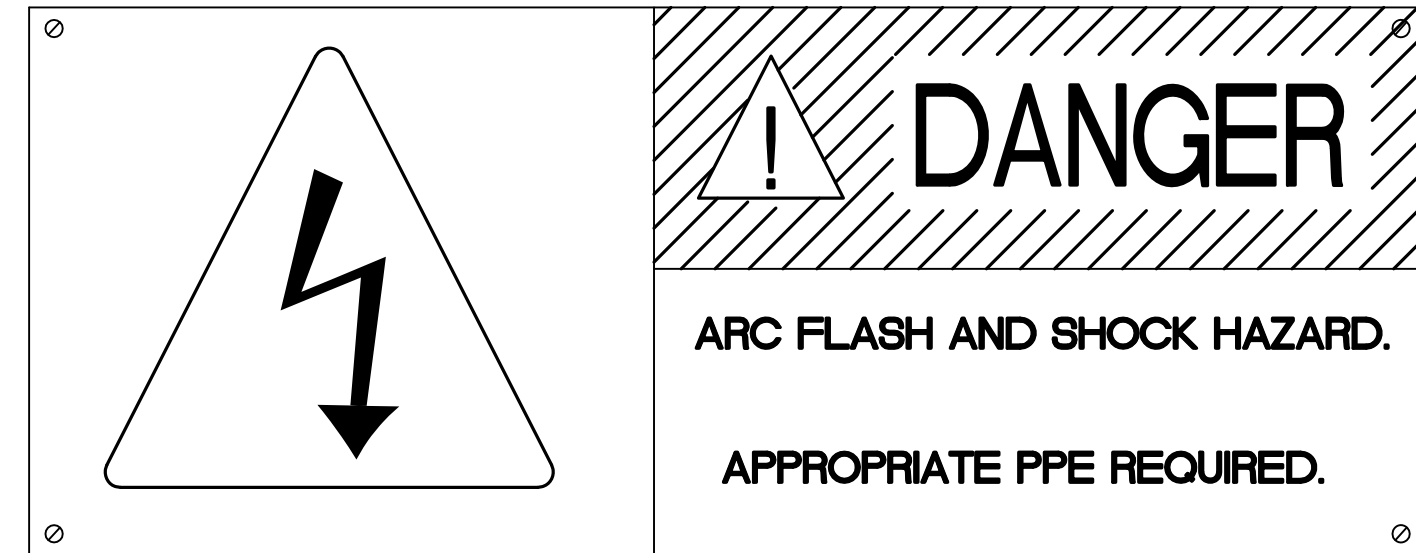 !
DANGER
ARC FLASH AND SHOCK HAZARD.
APPROPRIATE PPE REQUIRED.